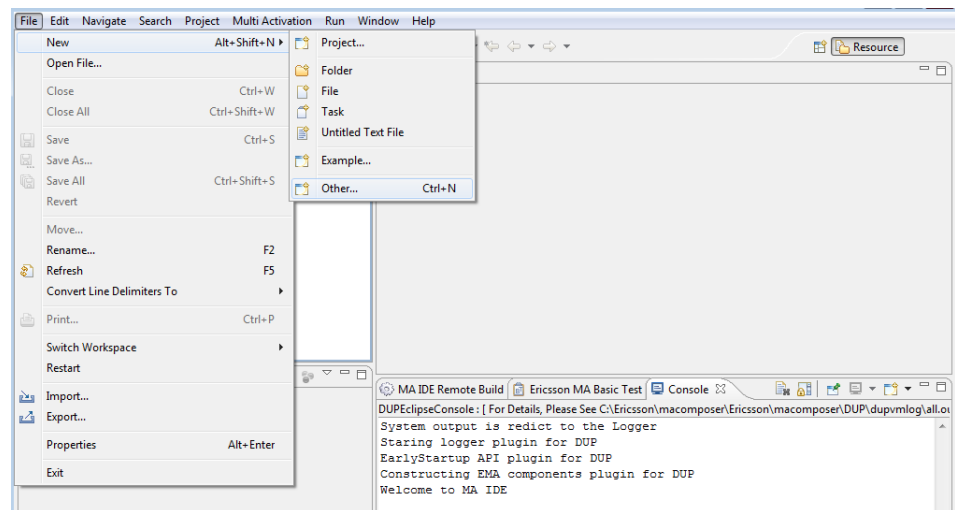 File Edit Navigate Search Project Multi Activation Run Window Help
New Alt+Shift+N
Open File...
Close Ctrl+W
Close All Ctrl+Shift+W
Save Ctrl+S
Save As...
Save All Ctrl+Shift+S
Revert
Move...
Rename... F2
Refresh F5
Convert Line Delimiters To
Print... Ctrl+P
Switch Workspace
Restart
Import...
Export...
Properties Alt+Enter
Exit
Project...
Folder
File
Task
Untitled Text File
Example...
Other... Ctrl+N
Resource
MA IDE Remote Build Ericsson MA Basic Test Console
DUPEclipseConsole : [ For Details, Please See C:\Ericsson\macomposer\Ericsson\macomposer\DUP\dupvmlog\all.ou
System output is redict to the Logger
Staring logger plugin for DUP
EarlyStartup API plugin for DUP
Constructing EMA components plugin for DUP
Welcome to MA IDE